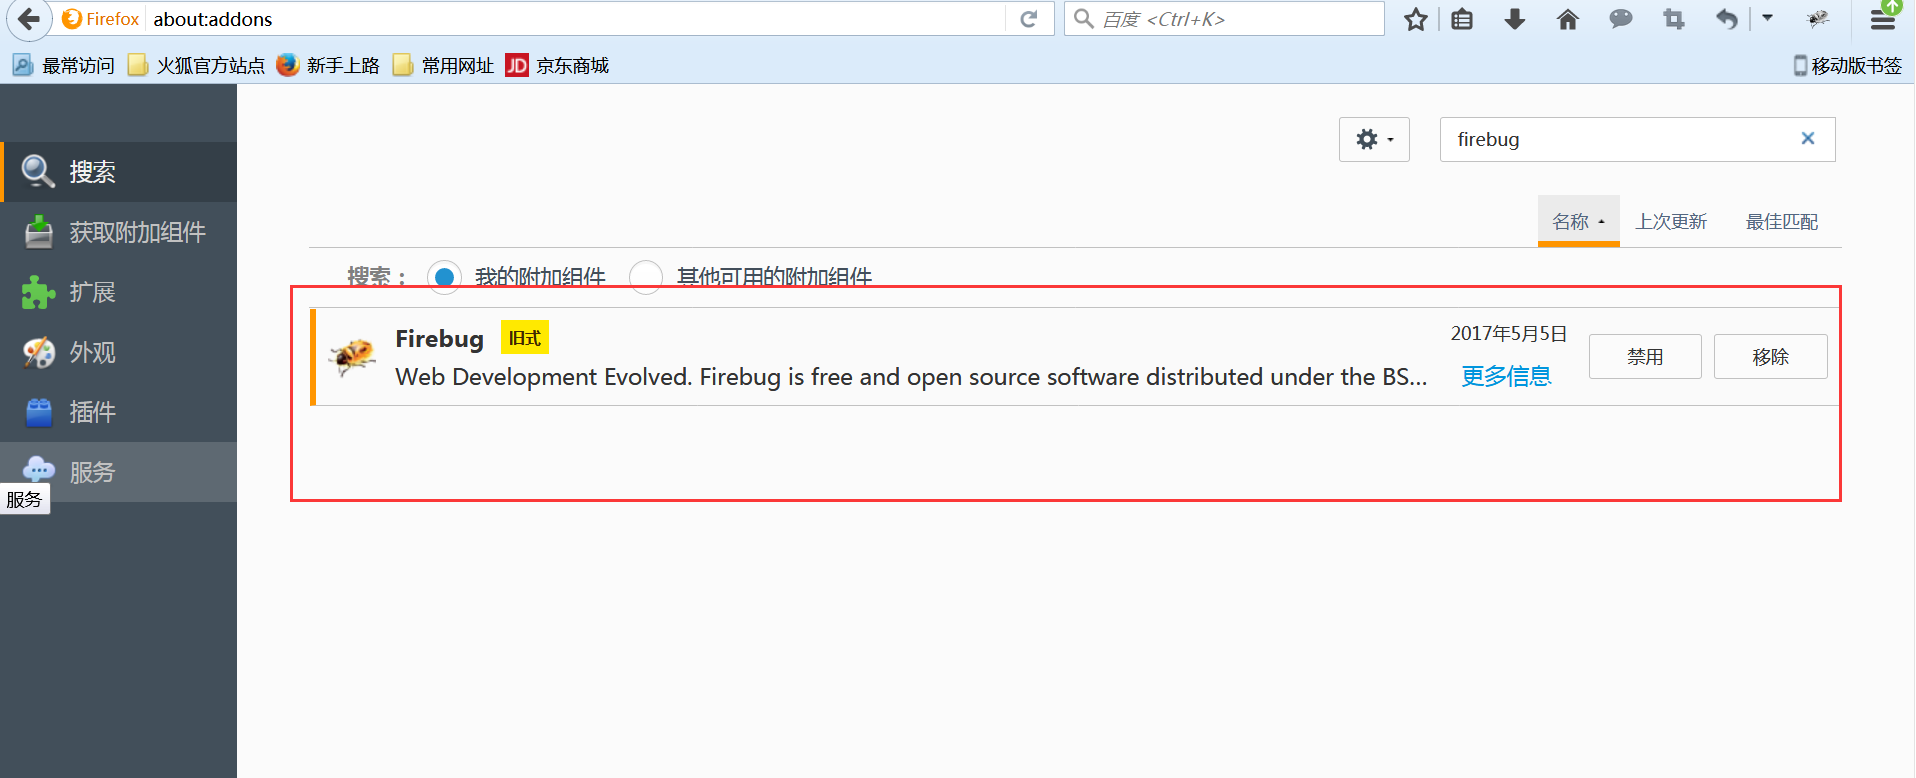 Firefox about:addons 百度 <Ctrl+K>
最常访问 火狐官方站点 新手上路 常用网址 JD 京东商城 移动版书签
firebug
搜索
获取附加组件
扩展
外观
插件
服务
服务
名称 上次更新 最佳匹配
搜索： 我的附加组件 其他可用的附加组件
Firebug 旧式 2017年5月5日
Web Development Evolved. Firebug is free and open source software distributed under the BS... 更多信息
禁用 移除